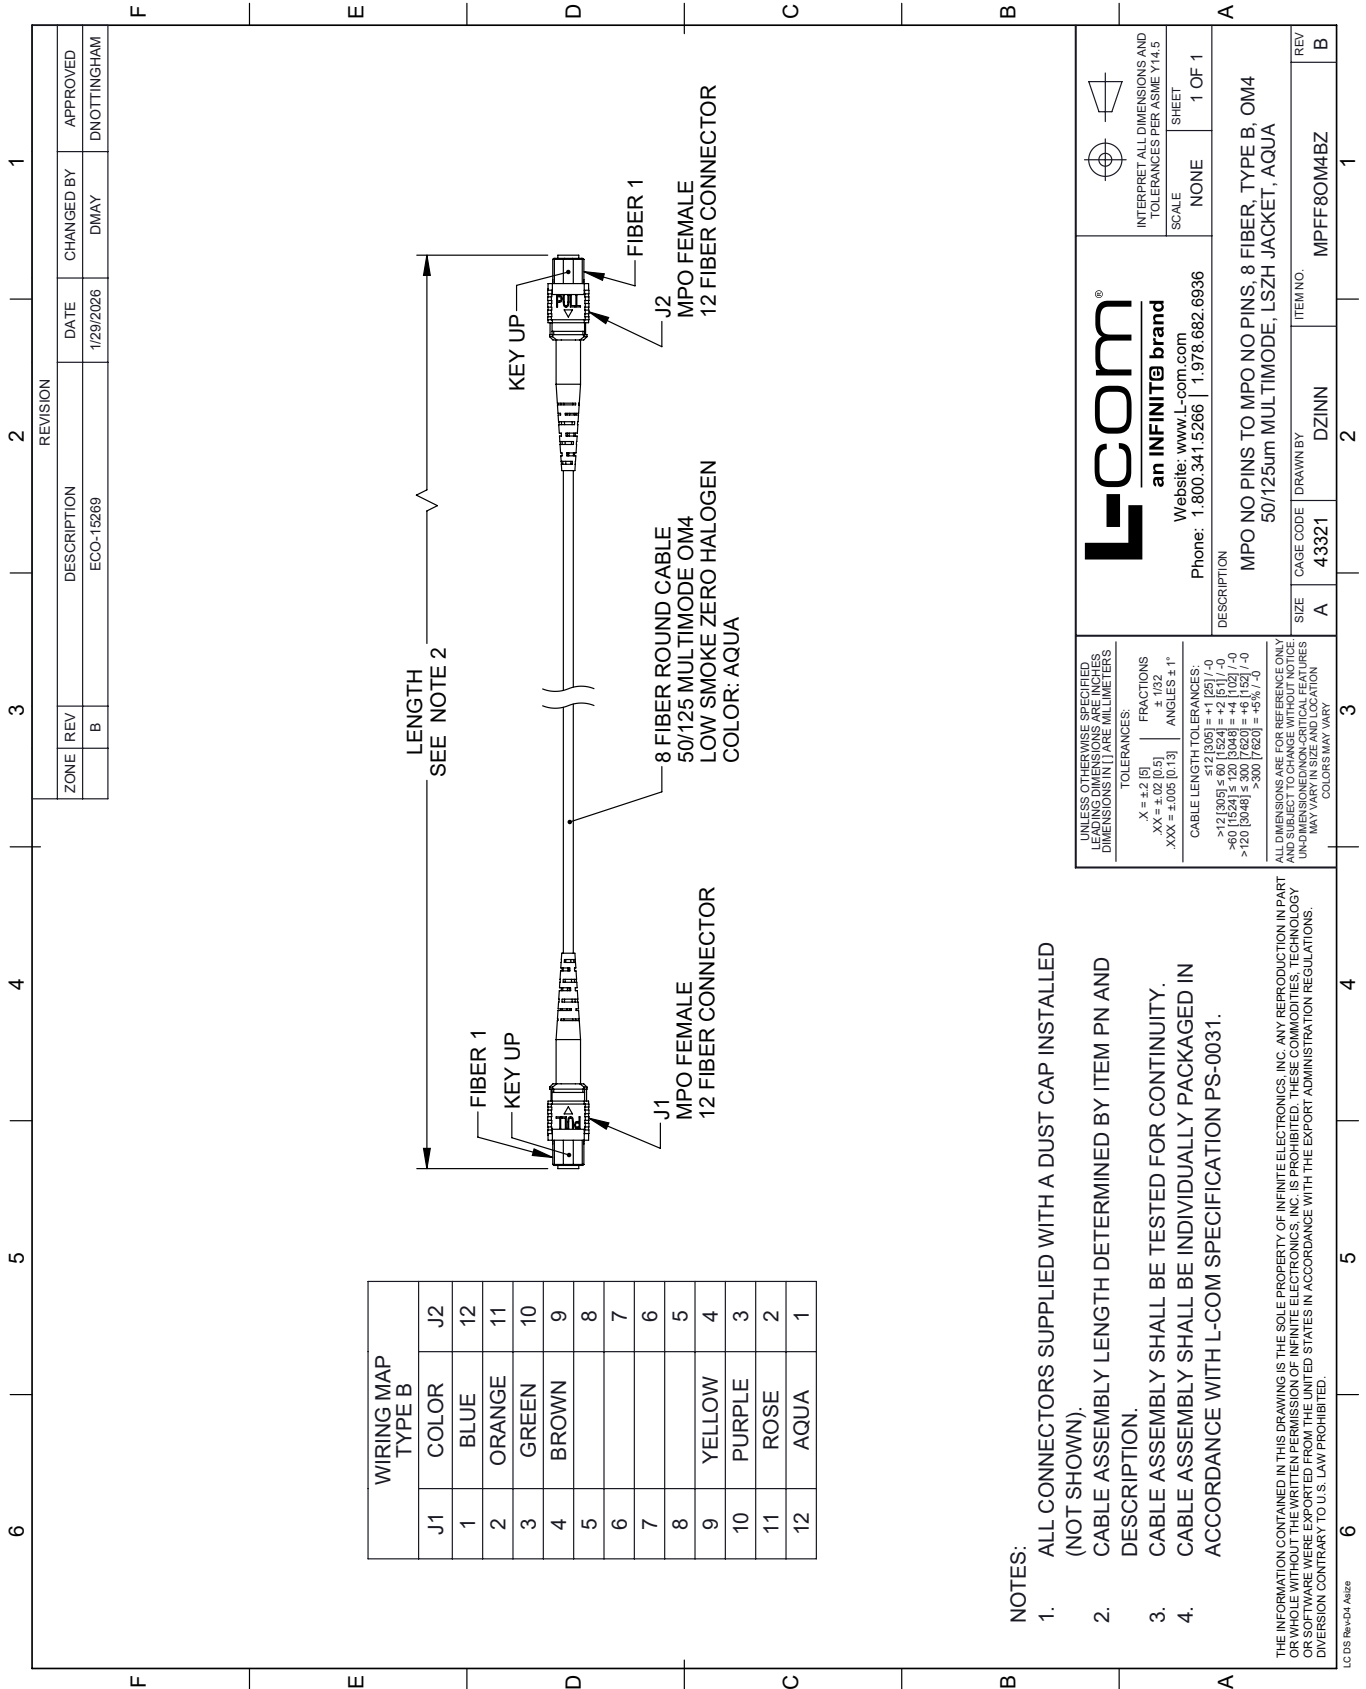 6 5 4 3 2 1
F
E
D
C
B
A
REVISION
ZONE REV DESCRIPTION DATE CHANGED BY APPROVED
B ECO-15269 1/29/2026 DMAY DNOTTINGHAM
WIRING MAP
TYPE B
J1 COLOR J2
1 BLUE 12
2 ORANGE 11
3 GREEN 10
4 BROWN 9
5 8
6 7
7 6
8 5
9 YELLOW 4
10 PURPLE 3
11 ROSE 2
12 AQUA 1
LENGTH
SEE NOTE 2
FIBER 1
KEY UP
PULL
J1
MPO FEMALE
12 FIBER CONNECTOR
8 FIBER ROUND CABLE
50/125 MULTIMODE OM4
LOW SMOKE ZERO HALOGEN
COLOR: AQUA
KEY UP
PULL
FIBER 1
J2
MPO FEMALE
12 FIBER CONNECTOR
NOTES:
1. ALL CONNECTORS SUPPLIED WITH A DUST CAP INSTALLED
(NOT SHOWN).
2. CABLE ASSEMBLY LENGTH DETERMINED BY ITEM PN AND
DESCRIPTION.
3. CABLE ASSEMBLY SHALL BE TESTED FOR CONTINUITY.
4. CABLE ASSEMBLY SHALL BE INDIVIDUALLY PACKAGED IN
ACCORDANCE WITH L-COM SPECIFICATION PS-0031.
THE INFORMATION CONTAINED IN THIS DRAWING IS THE SOLE PROPERTY OF INFINITE ELECTRONICS, INC. ANY REPRODUCTION IN PART
OR WHOLE WITHOUT THE WRITTEN PERMISSION OF INFINITE ELECTRONICS, INC. IS PROHIBITED. THESE COMMODITIES, TECHNOLOGY
OR SOFTWARE WERE EXPORTED FROM THE UNITED STATES IN ACCORDANCE WITH THE EXPORT ADMINISTRATION REGULATIONS.
DIVERSION CONTRARY TO U.S. LAW PROHIBITED.
UNLESS OTHERWISE SPECIFIED
LEADING DIMENSIONS ARE INCHES
DIMENSIONS IN [ ] ARE MILLIMETERS
TOLERANCES:
.X = ±.2 [5] FRACTIONS
.XX = ±.02 [0.5] ± 1/32
.XXX = ±.005 [0.13] ANGLES ± 1°
CABLE LENGTH TOLERANCES:
≤12 [305] = +1 [25] / -0
>12 [305] ≤ 60 [1524] = +2 [51] / -0
>60 [1524] ≤ 120 [3048] = +4 [102] / -0
>120 [3048] ≤ 300 [7620] = +6 [152] / -0
>300 [7620] = +5% / -0
ALL DIMENSIONS ARE FOR REFERENCE ONLY
AND SUBJECT TO CHANGE WITHOUT NOTICE.
UN-DIMENSIONED/NON-CRITICAL FEATURES
MAY VARY IN SIZE AND LOCATION
COLORS MAY VARY
L-com®
an INFINITE brand
Website: www.L-com.com
Phone: 1.800.341.5266 | 1.978.682.6936
INTERPRET ALL DIMENSIONS AND
TOLERANCES PER ASME Y14.5
SCALE SHEET
NONE 1 OF 1
DESCRIPTION
MPO NO PINS TO MPO NO PINS, 8 FIBER, TYPE B, OM4
50/125um MULTIMODE, LSZH JACKET, AQUA
SIZE CAGE CODE DRAWN BY ITEM NO. REV
A 43321 DZINN MPFF8OM4BZ B
F
E
D
C
B
A
6 5 4 3 2 1
LC DS Rev-D4 Asize